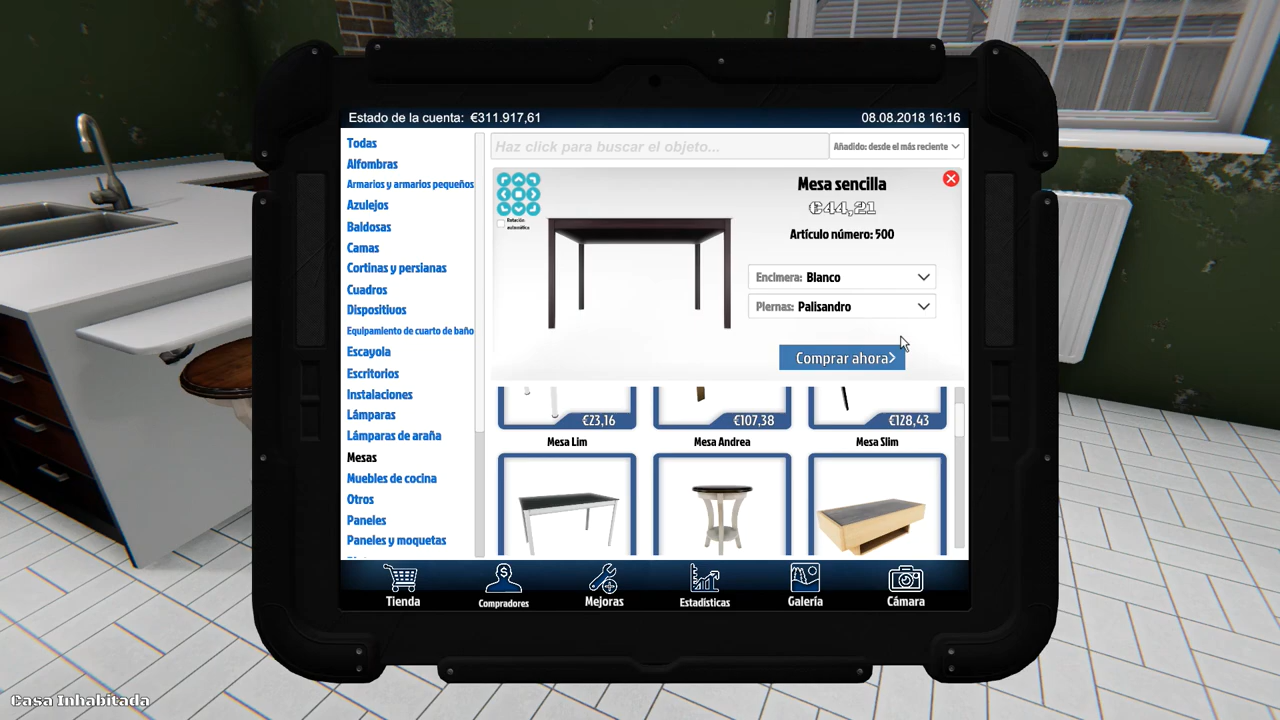 Estado de la cuenta: €311.917,61
08.08.2018 16:16
Todas
Alfombras
Armarios y armarios pequeños
Azulejos
Baldosas
Camas
Cortinas y persianas
Cuadros
Dispositivos
Equipamiento de cuarto de baño
Escayola
Escritorios
Instalaciones
Lámparas
Lámparas de araña
Mesas
Muebles de cocina
Otros
Paneles
Paneles y moquetas
Haz click para buscar el objeto...
Añadido: desde el más reciente
Rotación
automática
Mesa sencilla
€44,21
Artículo número: 500
Encimera: Blanco
Piernas: Palisandro
Comprar ahora>
€23,16
€107,38
€128,43
Mesa Lim
Mesa Andrea
Mesa Slim
Tienda
Compradores
Mejoras
Estadísticas
Galería
Cámara
Casa Inhabitada